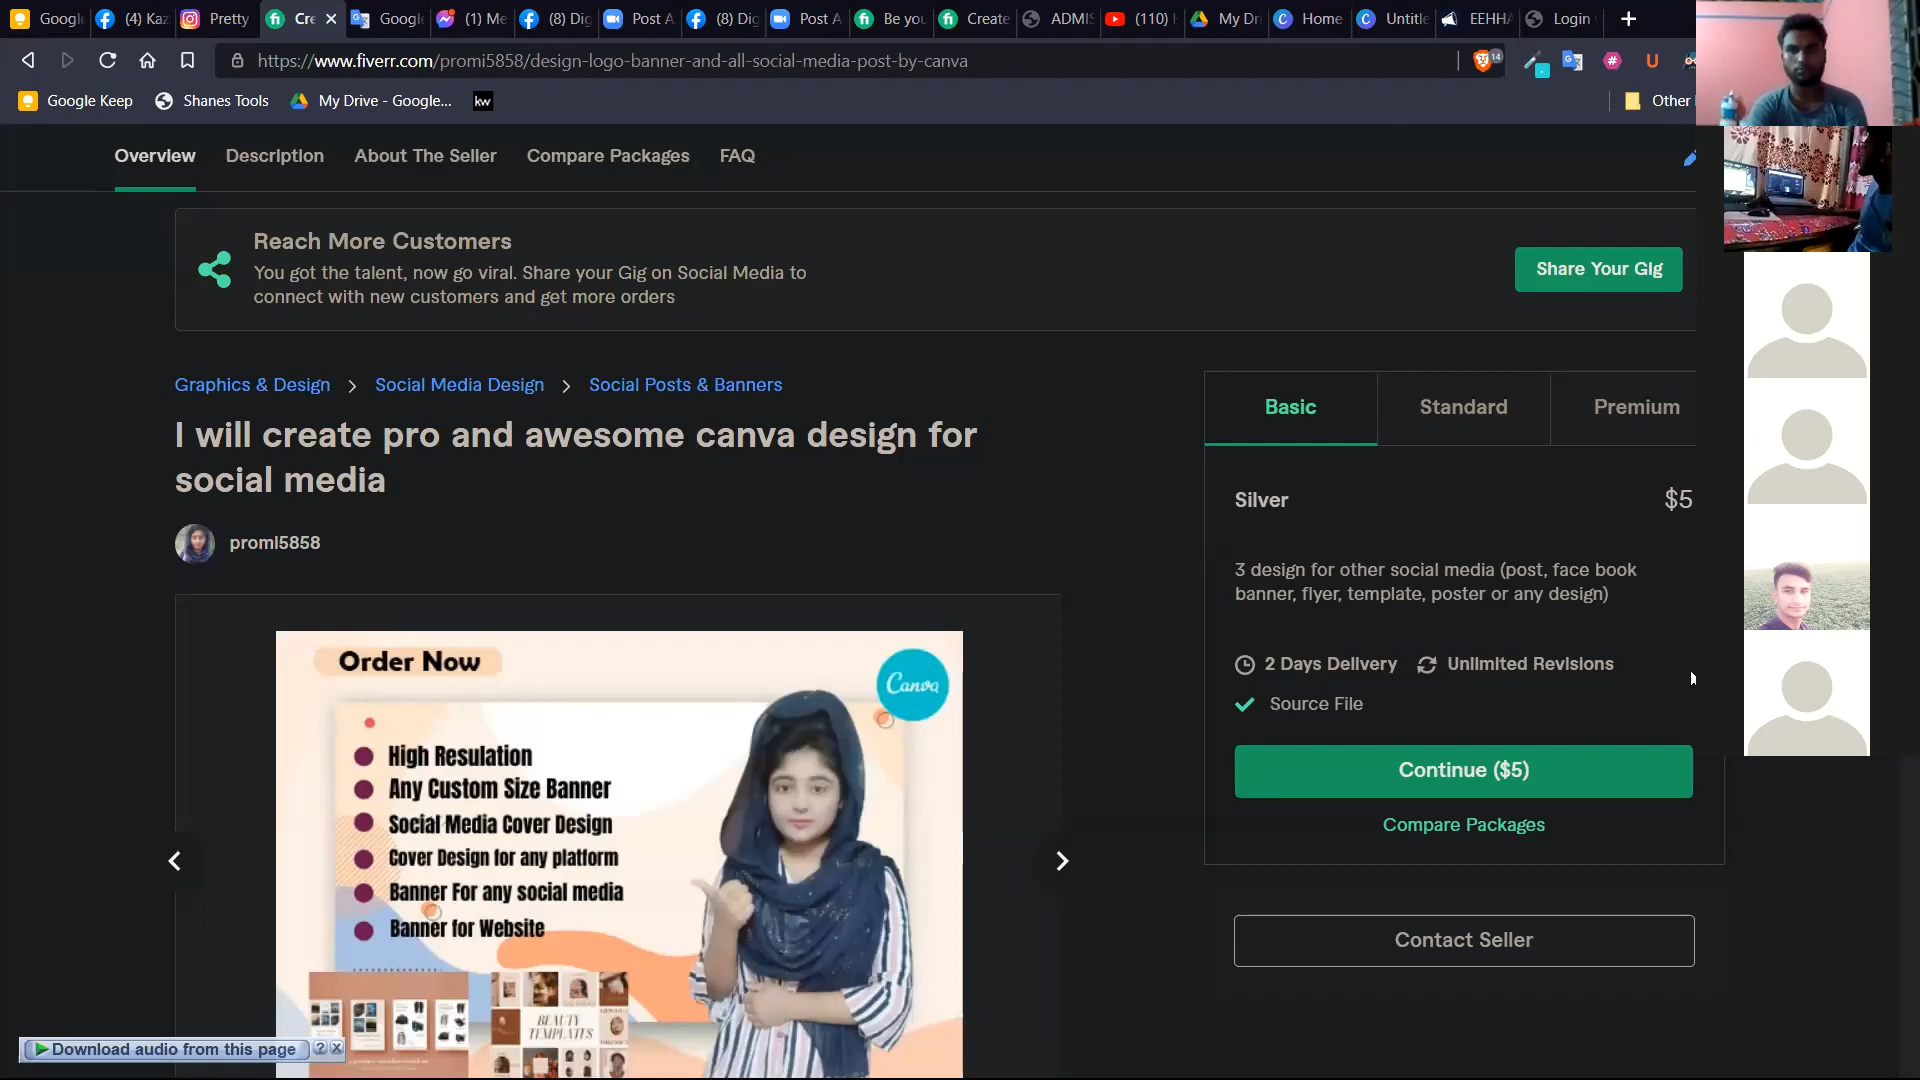 Googl
(4) Kaz
Pretty
Cre
Googl
(1) Me
(8) Dig
Post A
(8) Dig
Post A
Be you
Create
ADMIS
(110)
My Dri
Home
Untitle
EEHHA
Login
https://www.fiverr.com/promi5858/design-logo-banner-and-all-social-media-post-by-canva
14
Google Keep
Shanes Tools
My Drive - Google...
kw
Other
Overview
Description
About The Seller
Compare Packages
FAQ
Reach More Customers
You got the talent, now go viral. Share your Gig on Social Media to
connect with new customers and get more orders
Share Your Gig
Graphics & Design
Social Media Design
Social Posts & Banners
I will create pro and awesome canva design for
social media
promi5858
Order Now
Canva
High Resulation
Any Custom Size Banner
Social Media Cover Design
Cover Design for any platform
Banner For any social media
Banner for Website
BEAUTY
TEMPLATES
Basic
Standard
Premium
Silver
$5
3 design for other social media (post, face book
banner, flyer, template, poster or any design)
2 Days Delivery
Unlimited Revisions
Source File
Continue ($5)
Compare Packages
Contact Seller
Download audio from this page
?